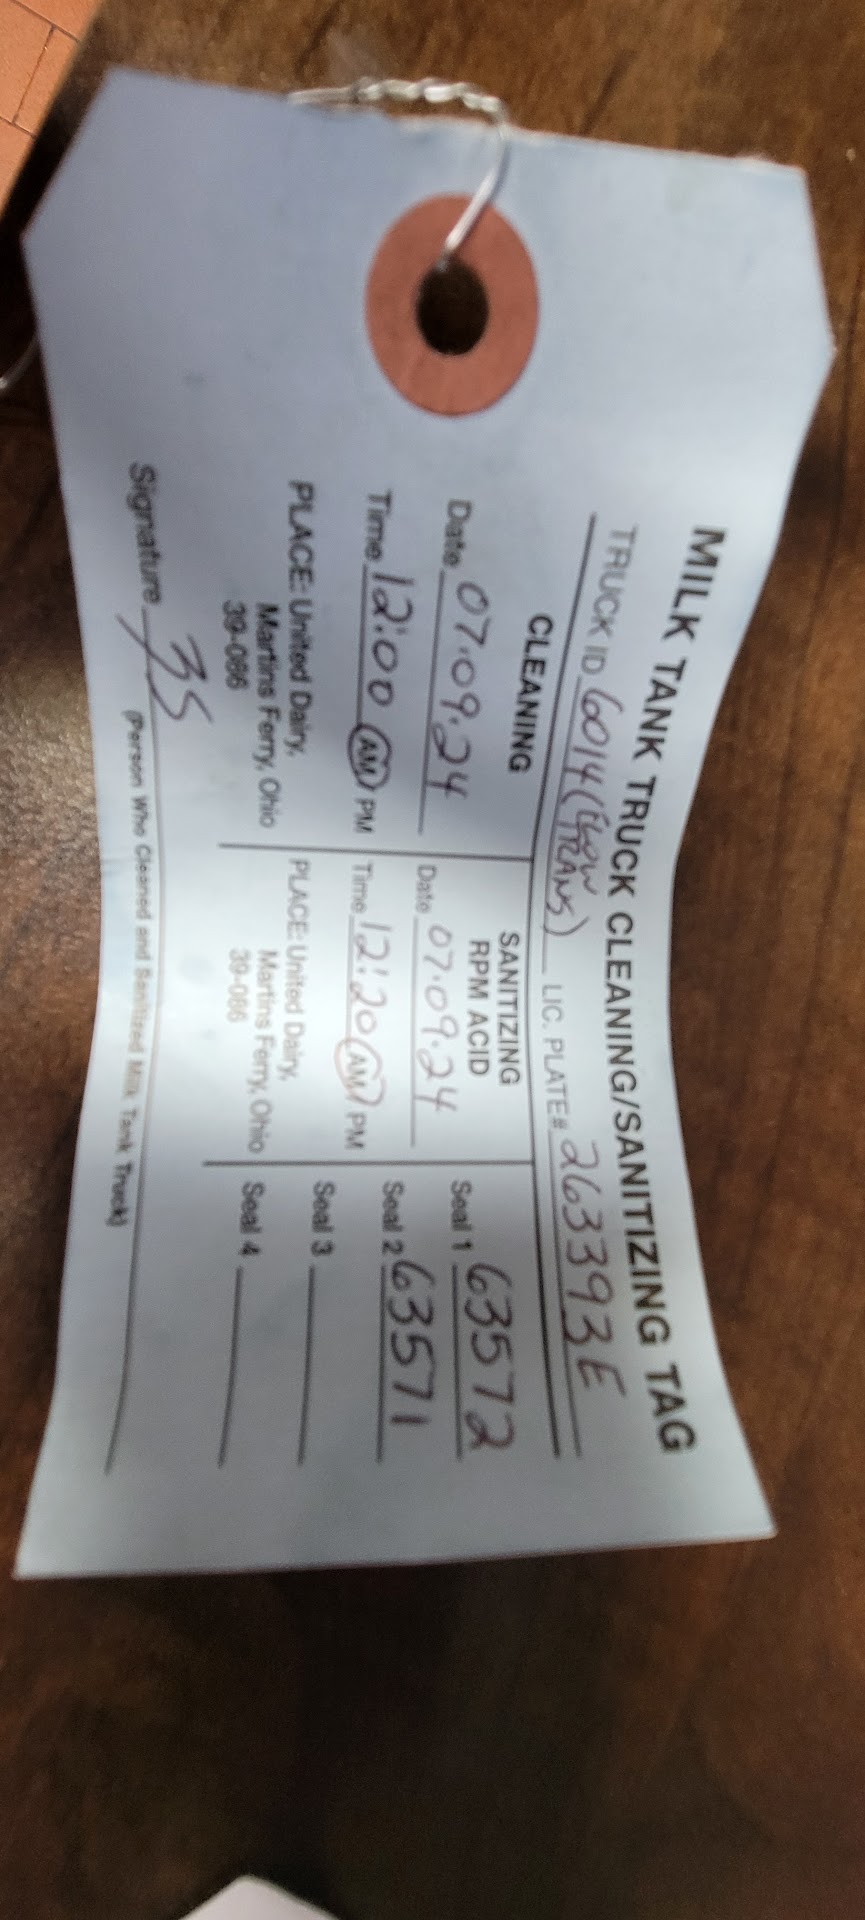 MILK TANK TRUCK CLEANING/SANITIZING TAG
TRUCK ID 6014 (FLOW TRANS) LIC. PLATE# 2633393E
CLEANING
Date 07.09.24
Time 12:00 AM PM
PLACE: United Dairy,
Martins Ferry, Ohio
39-086
SANITIZING
RPM ACID
Date 07.09.24
Time 12:20 AM PM
PLACE: United Dairy,
Martins Ferry, Ohio
39-086
Seal 1 63572
Seal 2 63571
Seal 3
Seal 4
Signature
(Person Who Cleaned and Sanitized Milk Tank Truck)